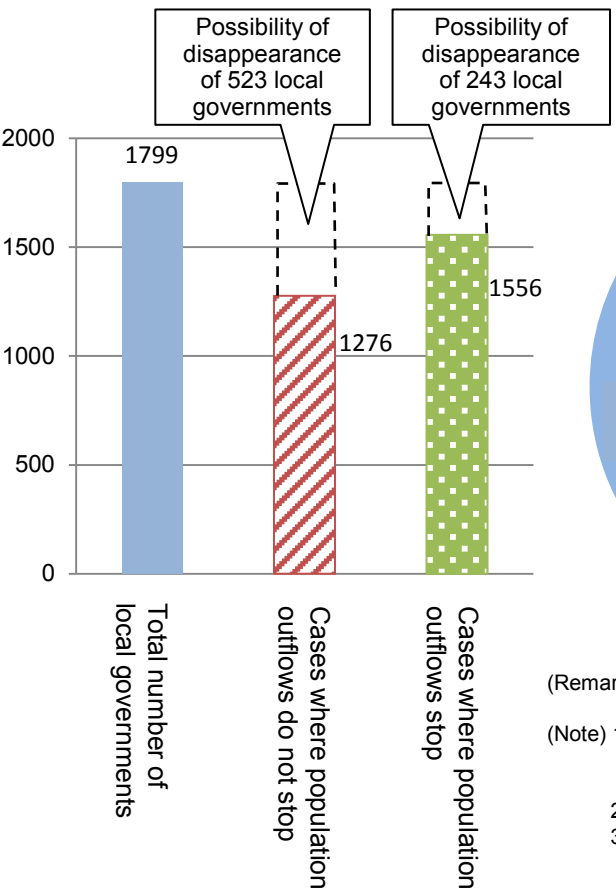 Possibility of
disappearance
of 523 local
governments
Possibility of
disappearance
of 243 local
governments
2000
1500
1000
500
0
1799
1276
1556
Total number of
local governments
Cases where population
outflows do not stop
Cases where population
outflows stop
(Note)
2
3